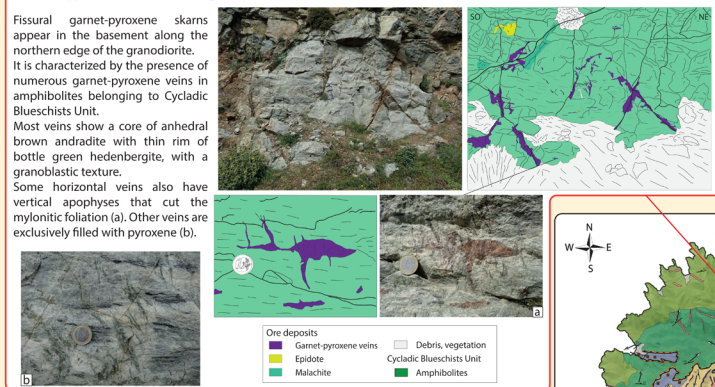 Fissural garnet-pyroxene skarns
appear in the basement along the
northern edge of the granodiorite.
It is characterized by the presence of
numerous garnet-pyroxene veins in
amphibolites belonging to Cycladic
Blueschists Unit.
Most veins show a core of anhedral
brown andradite with thin rim of
bottle green hedenbergite, with a
granoblastic texture.
Some horizontal veins also have
vertical apophyses that cut the
mylonitic foliation (a). Other veins are
exclusively filled with pyroxene (b).
SO
NE
a
b
N
W E
S
Ore deposits
Garnet-pyroxene veins
Epidote
Malachite
Debris, vegetation
Cycladic Blueschists Unit
Amphibolites